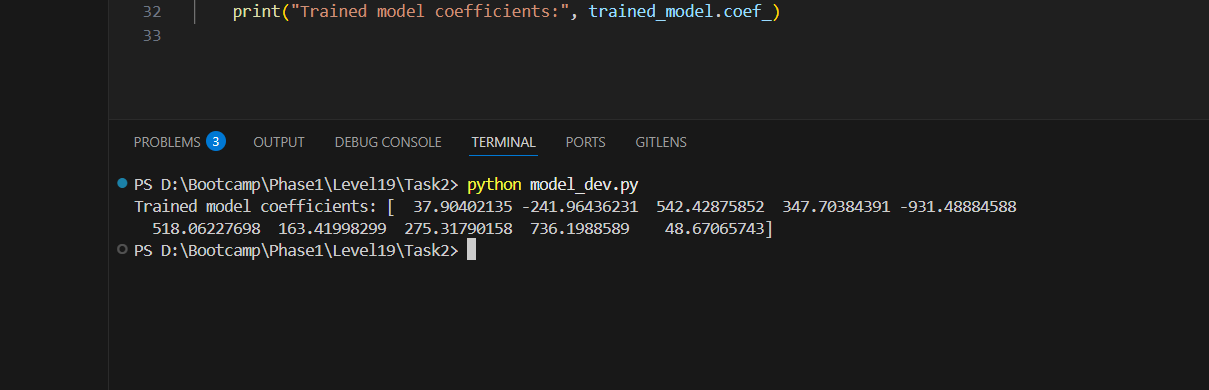 32 print("Trained model coefficients:", trained_model.coef_)
33
PROBLEMS 3 OUTPUT DEBUG CONSOLE TERMINAL PORTS GITLENS
PS D:\Bootcamp\Phase1\Level19\Task2> python model_dev.py
Trained model coefficients: [  37.90402135 -241.96436231  542.42875852  347.70384391 -931.48884588
  518.06227698  163.41998299  275.31790158  736.1988589    48.67065743]
PS D:\Bootcamp\Phase1\Level19\Task2>